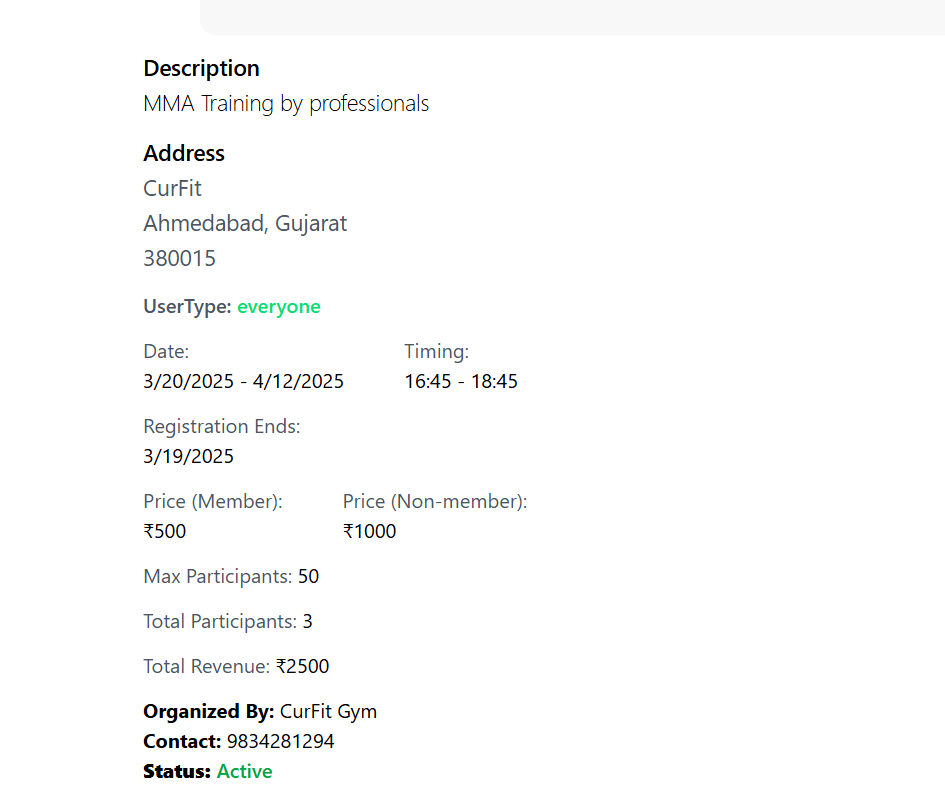 Description
MMA Training by professionals
Address
CurFit
Ahmedabad, Gujarat
380015
UserType: everyone
Date: Timing:
3/20/2025 - 4/12/2025 16:45 - 18:45
Registration Ends:
3/19/2025
Price (Member): Price (Non-member):
₹500 ₹1000
Max Participants: 50
Total Participants: 3
Total Revenue: ₹2500
Organized By: CurFit Gym
Contact: 9834281294
Status: Active